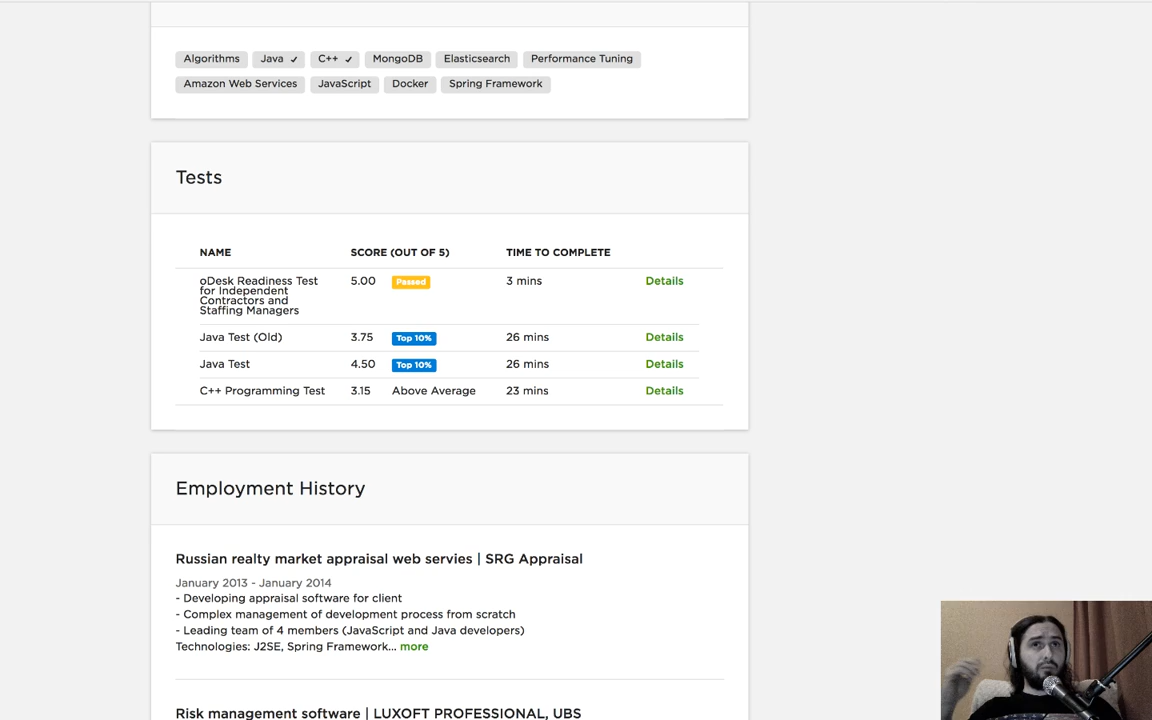 Algorithms Java ✓ C++ ✓ MongoDB Elasticsearch Performance Tuning
Amazon Web Services JavaScript Docker Spring Framework
Tests
NAME SCORE (OUT OF 5) TIME TO COMPLETE
oDesk Readiness Test 5.00 Passed 3 mins Details
for Independent
Contractors and
Staffing Managers
Java Test (Old) 3.75 Top 10% 26 mins Details
Java Test 4.50 Top 10% 26 mins Details
C++ Programming Test 3.15 Above Average 23 mins Details
Employment History
Russian realty market appraisal web servies | SRG Appraisal
January 2013 - January 2014
- Developing appraisal software for client
- Complex management of development process from scratch
- Leading team of 4 members (JavaScript and Java developers)
Technologies: J2SE, Spring Framework... more
Risk management software | LUXOFT PROFESSIONAL, UBS